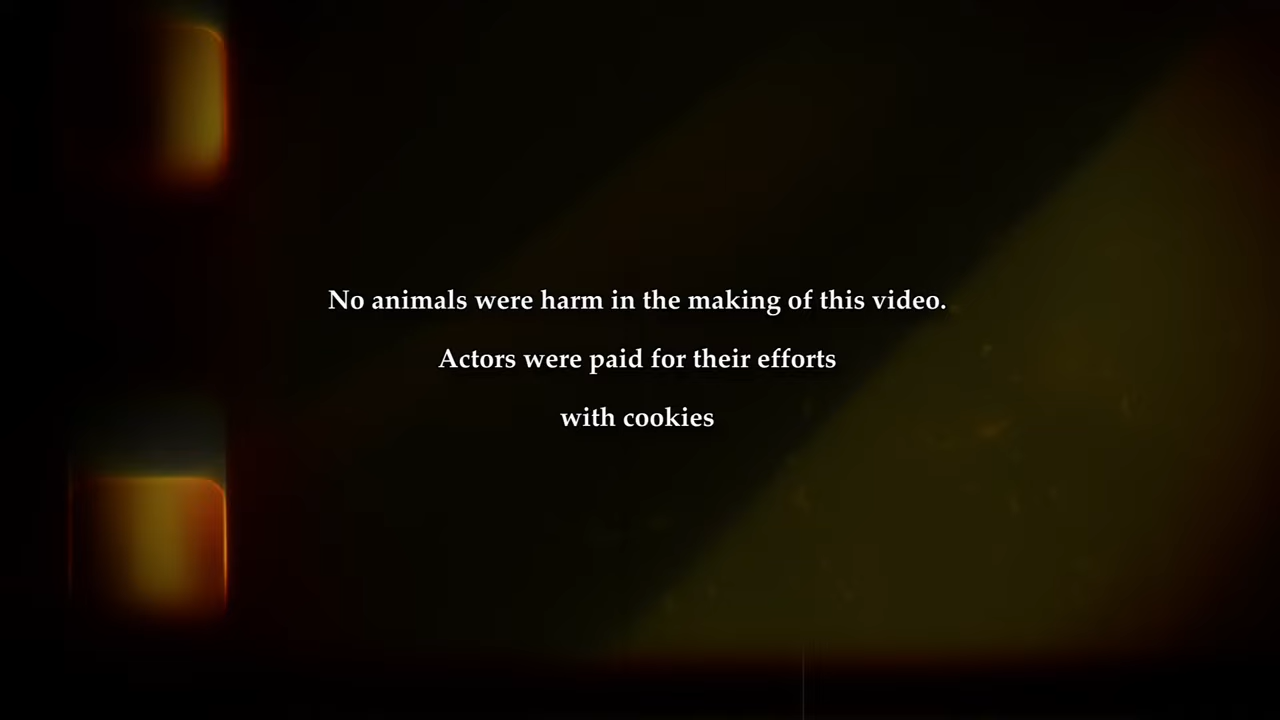 No animals were harm in the making of this video.
Actors were paid for their efforts
with cookies